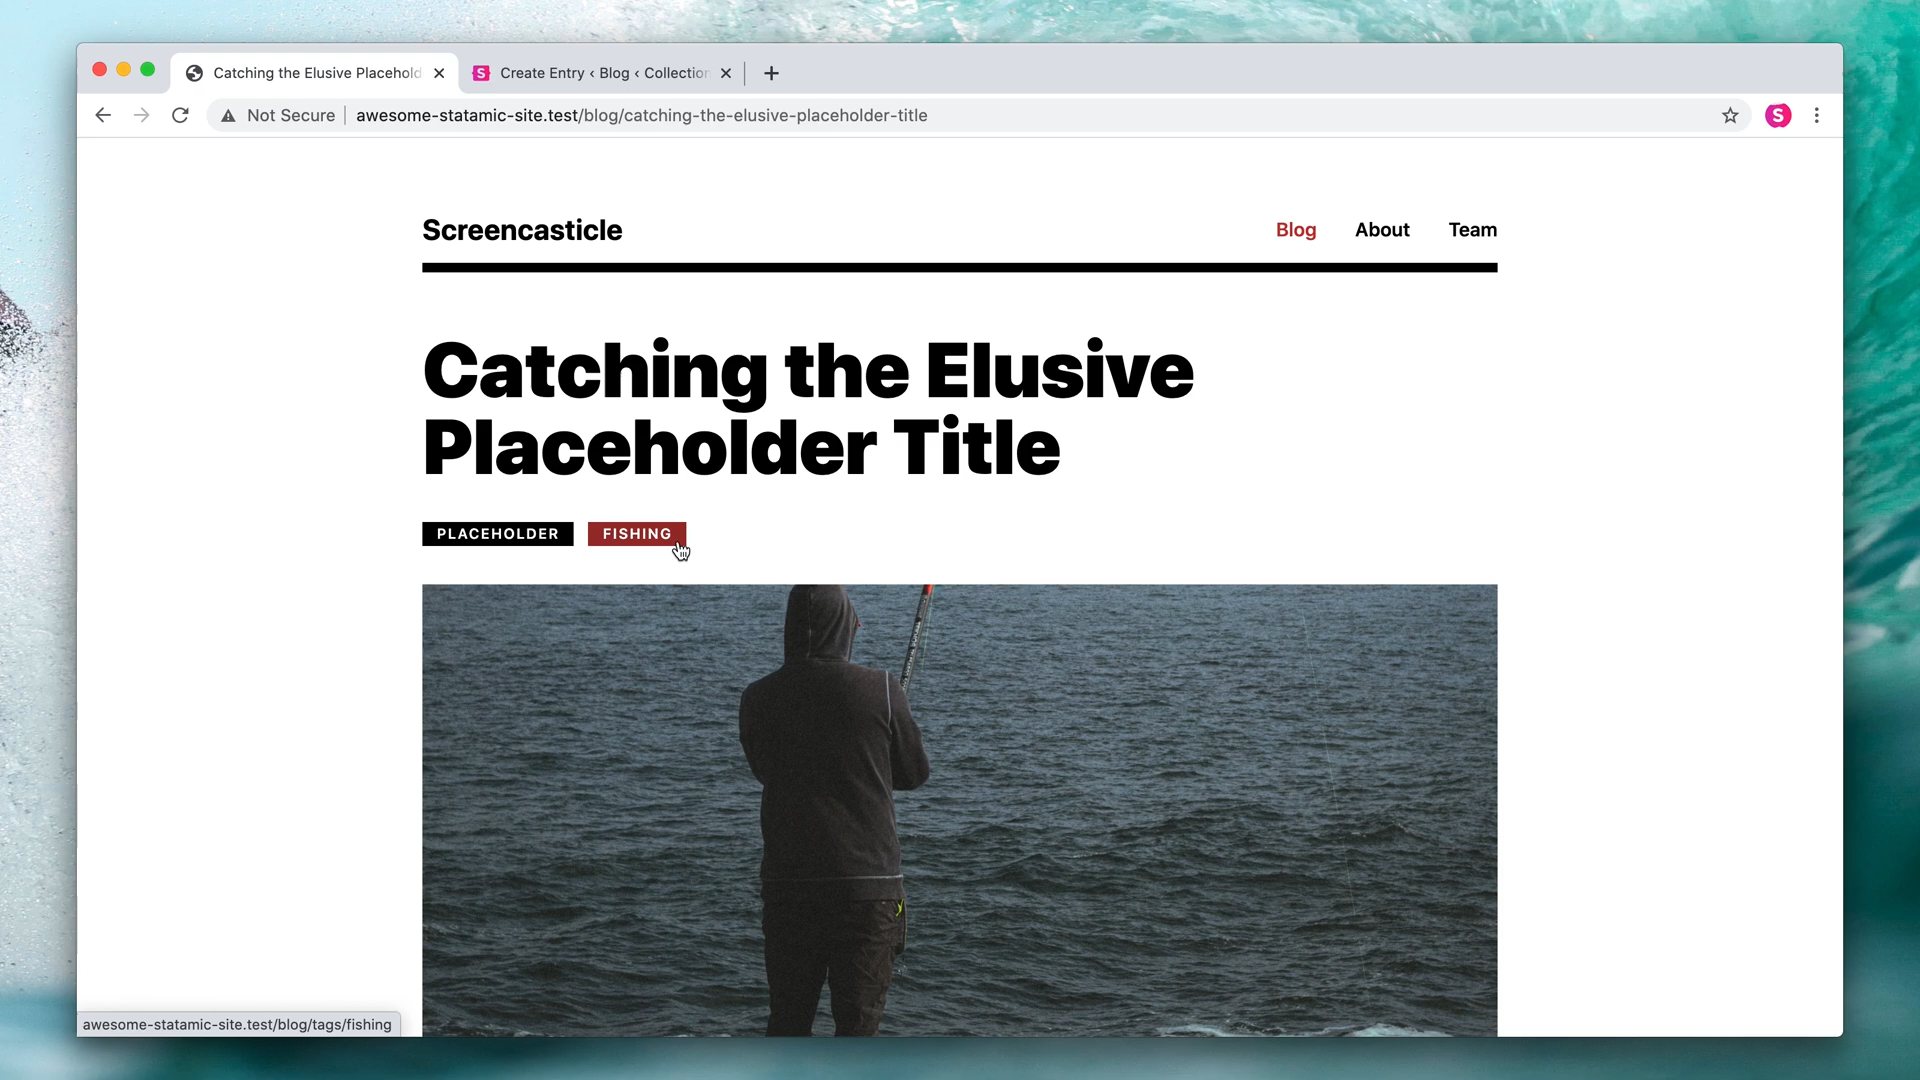 Catching the Elusive Placehold
S Create Entry ‹ Blog ‹ Collection
Not Secure awesome-statamic-site.test/blog/catching-the-elusive-placeholder-title S
Screencasticle
Blog About Team
Catching the Elusive
Placeholder Title
PLACEHOLDER FISHING
awesome-statamic-site.test/blog/tags/fishing